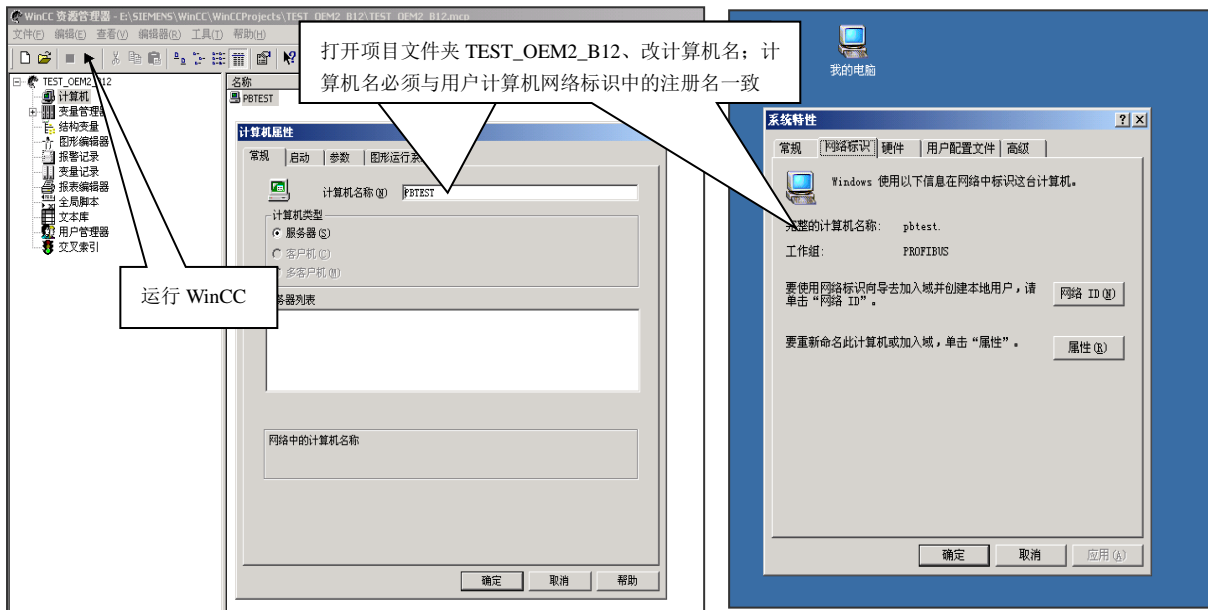 WinCC 资源管理器 - E:\SIEMENS\WinCC\WinCCProjects\TEST_OEM2_B12\TEST_OEM2_B12.mcp
文件(F) 编辑(E) 查看(V) 编辑器(R) 工具(T) 帮助(H)
打开项目文件夹 TEST_OEM2_B12、改计算机名；计
算机名必须与用户计算机网络标识中的注册名一致
TEST_OEM2_B12
计算机
变量管理器
结构变量
图形编辑器
报警记录
变量记录
报表编辑器
全局脚本
文本库
用户管理器
交叉索引
运行 WinCC
名称
PBTEST
计算机属性
常规 启动 参数 图形运行系
计算机名称(N) PBTEST
计算机类型
服务器(S)
客户机(C)
多客户机(M)
务器列表
网络中的计算机名称
确定 取消 帮助
我的电脑
系统特性
常规 网络标识 硬件 用户配置文件 高级
Windows 使用以下信息在网络中标识这台计算机。
完整的计算机名称: pbtest.
工作组: PROFIBUS
要使用网络标识向导去加入域并创建本地用户，请
单击“网络 ID”。
网络 ID(N)
要重新命名此计算机或加入域，单击“属性”。
属性(R)
确定 取消 应用(A)